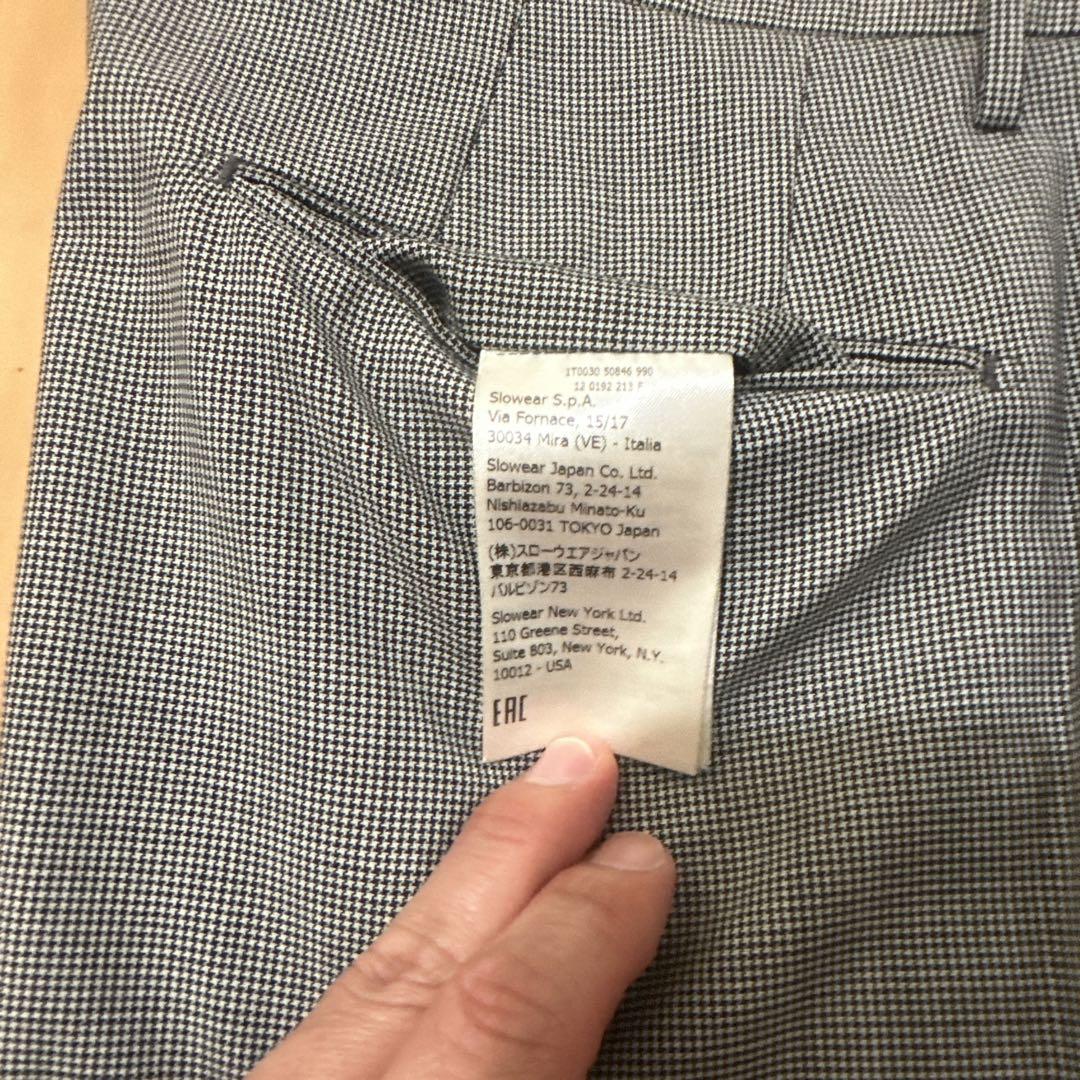 1T0030 50846 990
12 0192 213
Slowear S.p.A.
Via Fornace, 15/17
30034 Mira (VE) - Italia
Slowear Japan Co. Ltd.
Barbizon 73, 2-24-14
Nishiazabu Minato-Ku
106-0031 TOKYO Japan
(株)スローウエアジャパン
東京都港区西麻布 2-24-14
バルビゾン73
Slowear New York Ltd.
110 Greene Street,
Suite 803, New York, N.Y.
10012 - USA
EAC